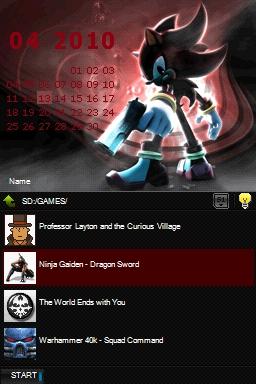 04 2010
01 02 03
04 05 06 07 08 09 10
11 12 13 14 15 16 17
18 19 20 21 22 23 24
25 26 27 28 29 30
Name
SD:/GAMES/
Professor Layton and the Curious Village
Ninja Gaiden - Dragon Sword
The World Ends with You
Warhammer 40k - Squad Command
START